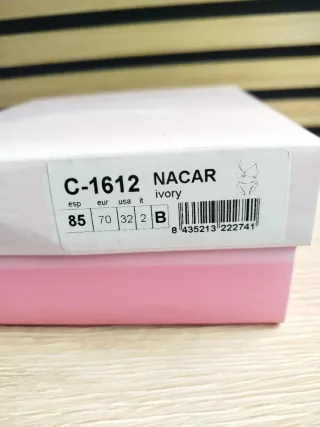 C-1612 NACAR
ivory
esp eur usa it
85 70 32 2 B
8 435213 222741